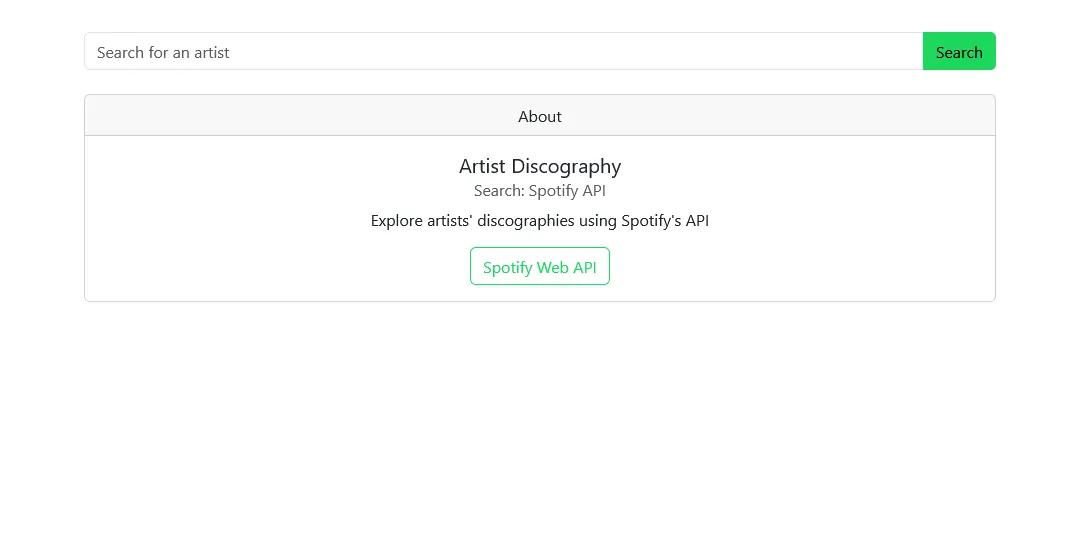 Search for an artist
Search
About
Artist Discography
Search: Spotify API
Explore artists' discographies using Spotify's API
Spotify Web API